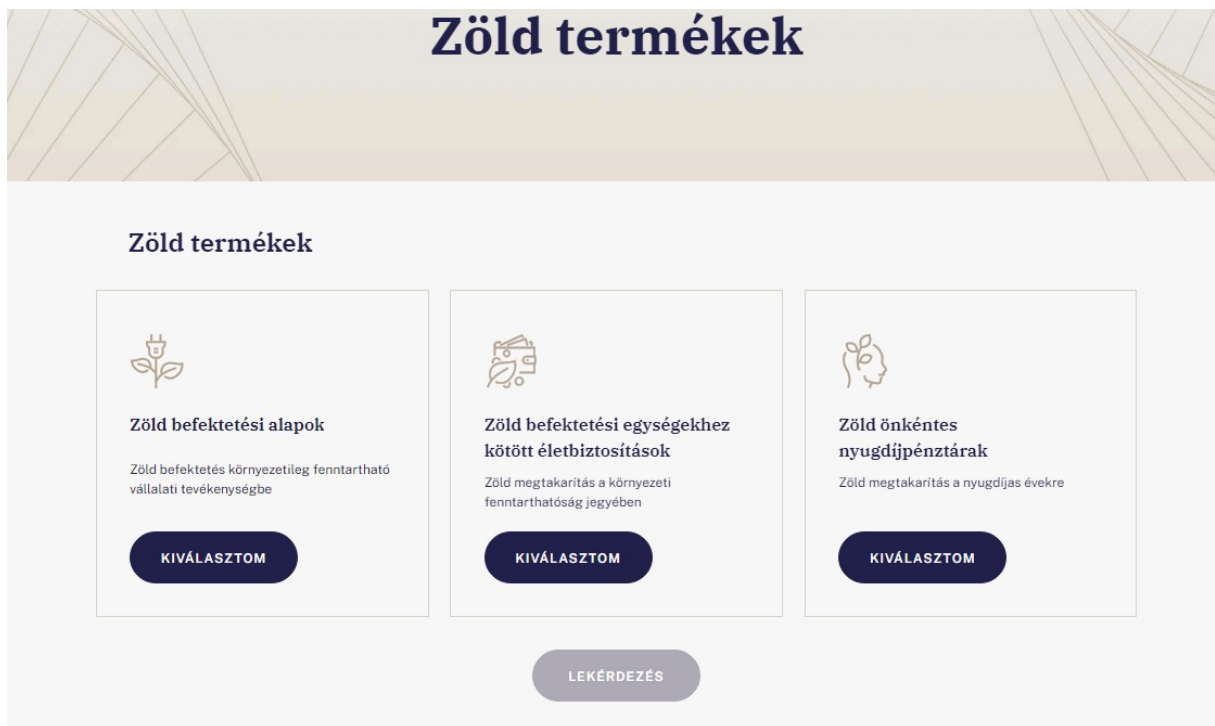 Zöld termékek
Zöld termékek
Zöld befektetési alapok
Zöld befektetés környezetileg fenntartható
vállalati tevékenységbe
KIVÁLASZTOM
Zöld befektetési egységekhez
kötött életbiztosítások
Zöld megtakarítás a környezeti
fenntarthatóság jegyében
KIVÁLASZTOM
Zöld önkéntes
nyugdíjpénztárak
Zöld megtakarítás a nyugdíjas évekre
KIVÁLASZTOM
LEKÉRDEZÉS